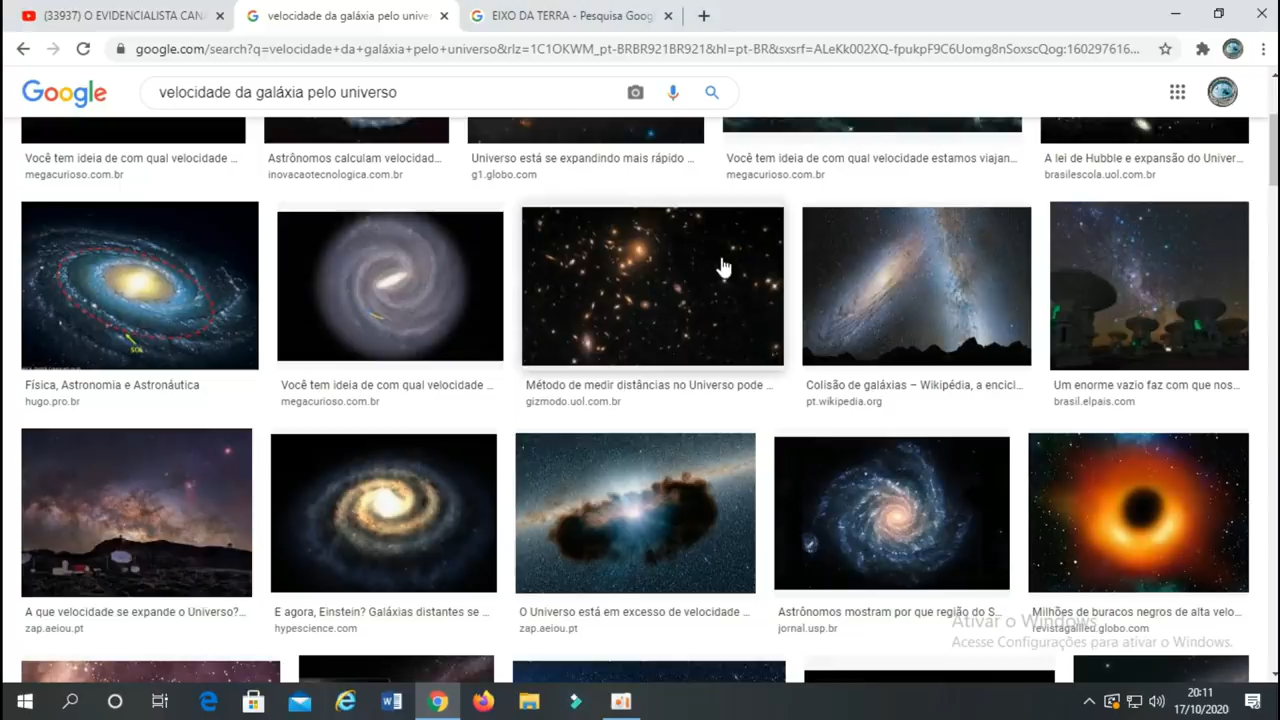 (33937) O EVIDENCIALISTA CANA
velocidade da galáxia pelo unive
EIXO DA TERRA - Pesquisa Goog
google.com/search?q=velocidade+da+galáxia+pelo+universo&rlz=1C1OKWM_pt-BRBR921BR921&hl=pt-BR&sxsrf=ALeKk002XQ-fpukpF9C6Uomg8nSoxscQog:160297616...
Google
velocidade da galáxia pelo universo
Você tem ideia de com qual velocidade ...
megacurioso.com.br
Astrônomos calculam velocidad...
inovacaotecnologica.com.br
Universo está se expandindo mais rápido ...
g1.globo.com
Você tem ideia de com qual velocidade estamos viajan...
megacurioso.com.br
A lei de Hubble e expansão do Univer...
brasilescola.uol.com.br
SOL
Física, Astronomia e Astronáutica
hugo.pro.br
Você tem ideia de com qual velocidade ...
megacurioso.com.br
Método de medir distâncias no Universo pode ...
gizmodo.uol.com.br
Colisão de galáxias – Wikipédia, a encicl...
pt.wikipedia.org
Um enorme vazio faz com que nos...
brasil.elpais.com
A que velocidade se expande o Universo?...
zap.aeiou.pt
E agora, Einstein? Galáxias distantes se ...
hypescience.com
O Universo está em excesso de velocidade ...
zap.aeiou.pt
Astrônomos mostram por que região do S...
jornal.usp.br
Milhões de buracos negros de alta velo...
revistagalileu.globo.com
Ativar o Windows
Acesse Configurações para ativar o Windows.
20:11
17/10/2020